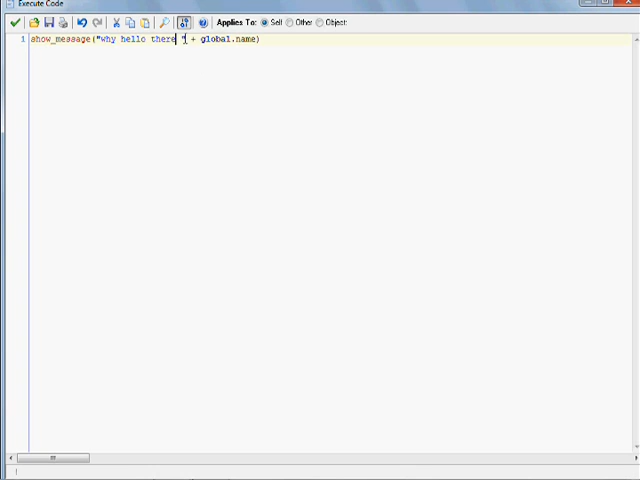 Execute Code
Applies To: Self Other Object:
1 show_message("why hello there " + global.name)